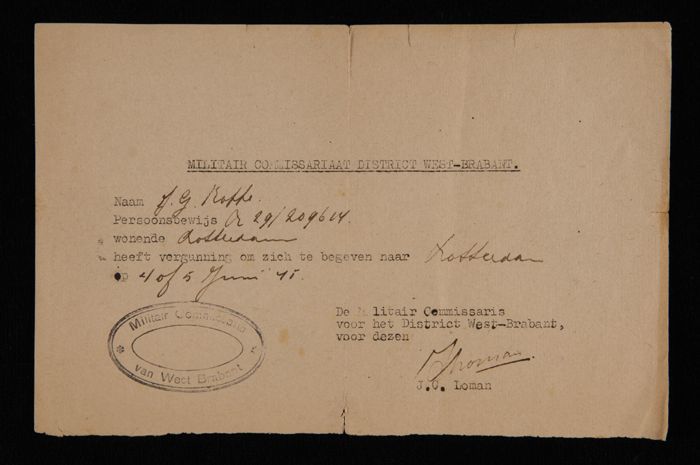 MILITAIR COMMISSARIAAT DISTRICT WEST-BRABANT.
Naam J. G. Koppe.
Persoonsbewijs R 29/209614.
wonende Rotterdam
heeft vergunning om zich te begeven naar Rotterdam
op 4 of 5 Juni '45.
De Militair Commissaris
voor het District West-Brabant,
voor dezen
J.C. Loman
Militair Commissaris
van West Brabant